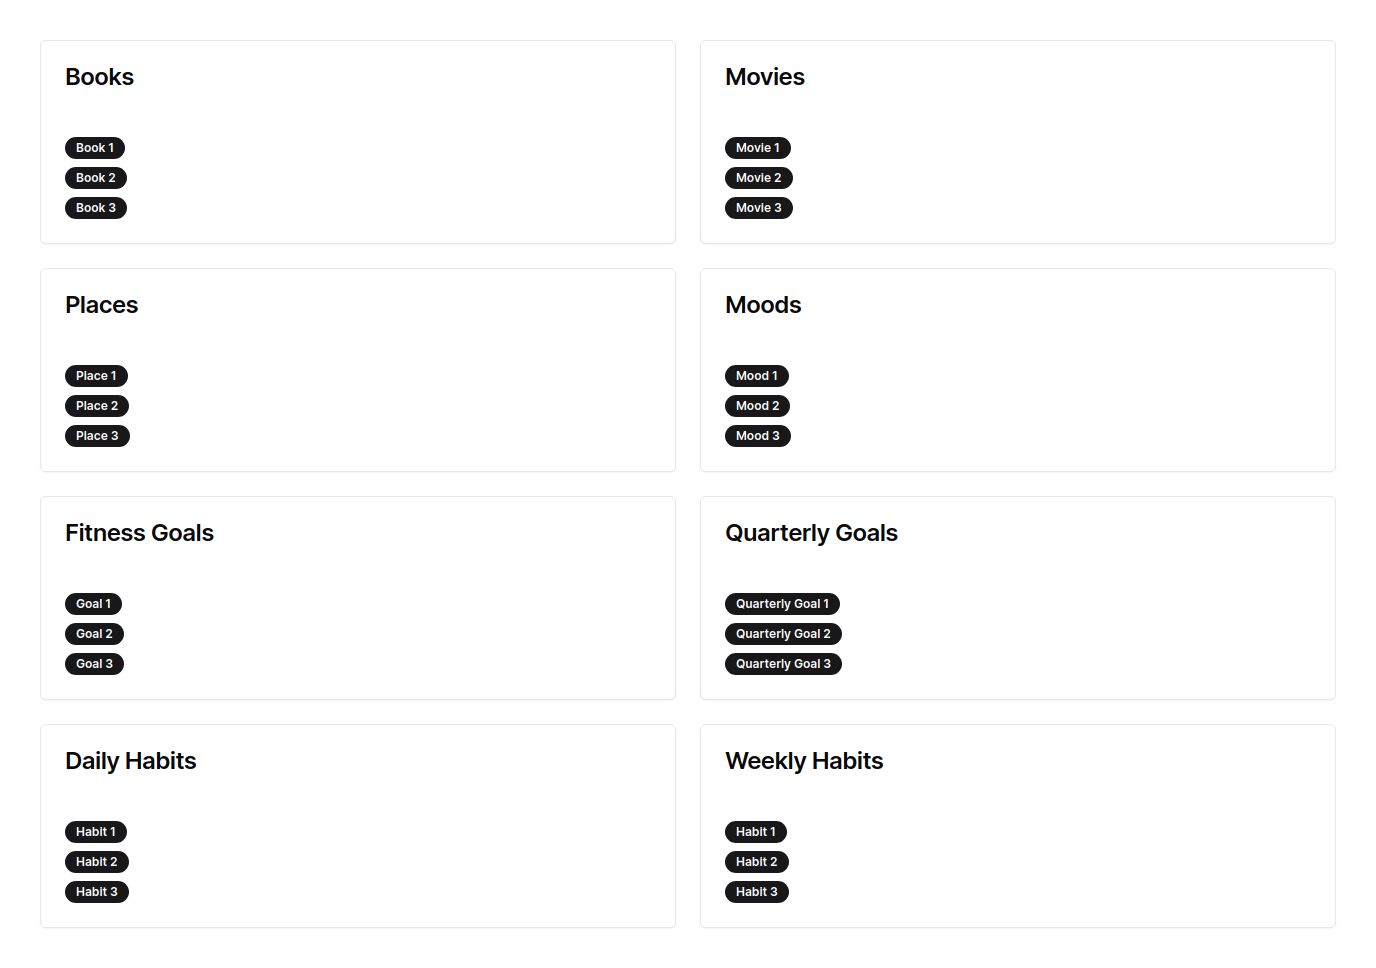 Books
Book 1
Book 2
Book 3
Movies
Movie 1
Movie 2
Movie 3
Places
Place 1
Place 2
Place 3
Moods
Mood 1
Mood 2
Mood 3
Fitness Goals
Goal 1
Goal 2
Goal 3
Quarterly Goals
Quarterly Goal 1
Quarterly Goal 2
Quarterly Goal 3
Daily Habits
Habit 1
Habit 2
Habit 3
Weekly Habits
Habit 1
Habit 2
Habit 3